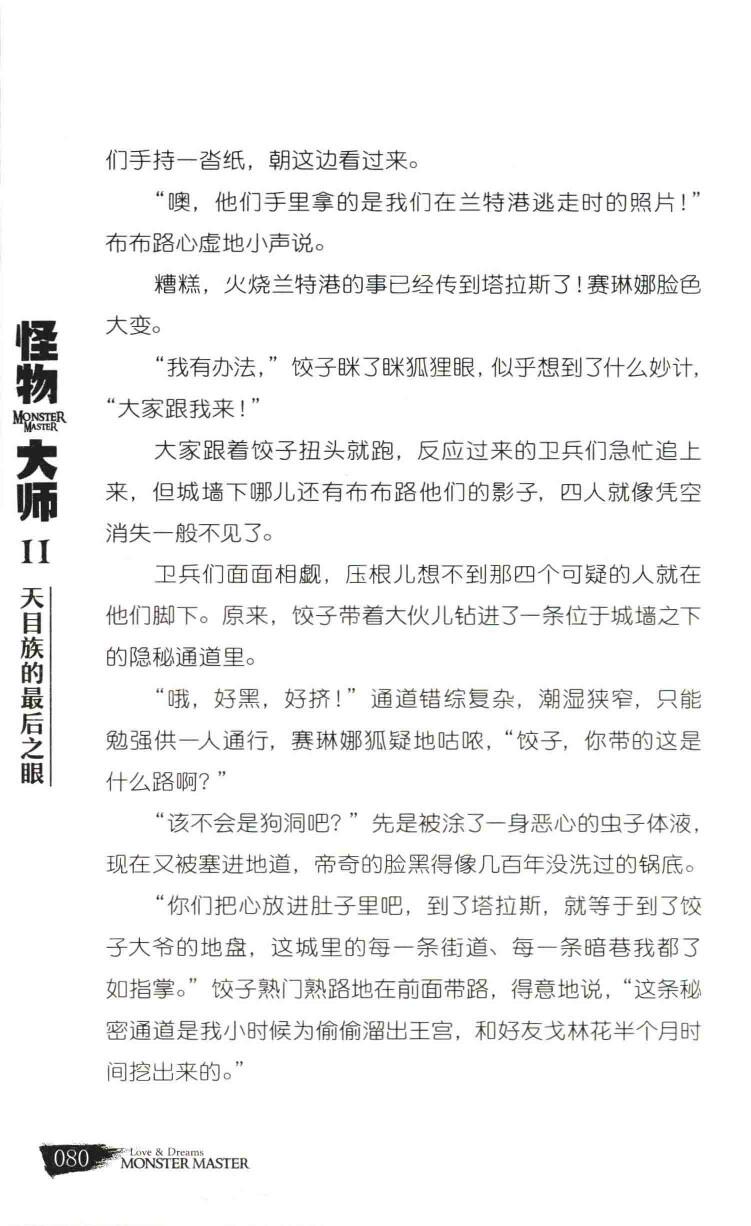 们手持一沓纸，朝这边看过来。
“噢，他们手里拿的是我们在兰特港逃走时的照片！”
布布路心虚地小声说。
糟糕，火烧兰特港的事已经传到塔拉斯了！赛琳娜脸色
大变。
“我有办法，”饺子眯了眯狐狸眼，似乎想到了什么妙计，
“大家跟我来！”
大家跟着饺子扭头就跑，反应过来的卫兵们急忙追上
来，但城墙下哪儿还有布布路他们的影子，四人就像凭空
消失一般不见了。
卫兵们面面相觑，压根儿想不到那四个可疑的人就在
他们脚下。原来，饺子带着大伙儿钻进了一条位于城墙之下
的隐秘通道里。
“哦，好黑，好挤！”通道错综复杂，潮湿狭窄，只能
勉强供一人通行，赛琳娜狐疑地咕哝，“饺子，你带的这是
什么路啊？”
“该不会是狗洞吧？”先是被涂了一身恶心的虫子体液，
现在又被塞进地道，帝奇的脸黑得像几百年没洗过的锅底。
“你们把心放进肚子里吧，到了塔拉斯，就等于到了饺
子大爷的地盘，这城里的每一条街道、每一条暗巷我都了
如指掌。”饺子熟门熟路地在前面带路，得意地说，“这条秘
密通道是我小时候为偷偷溜出王宫，和好友戈林花半个月时
间挖出来的。”
怪物
MONSTER
MASTER
大师
II
天目族的最后之眼
080
Love & Dreams
MONSTER MASTER